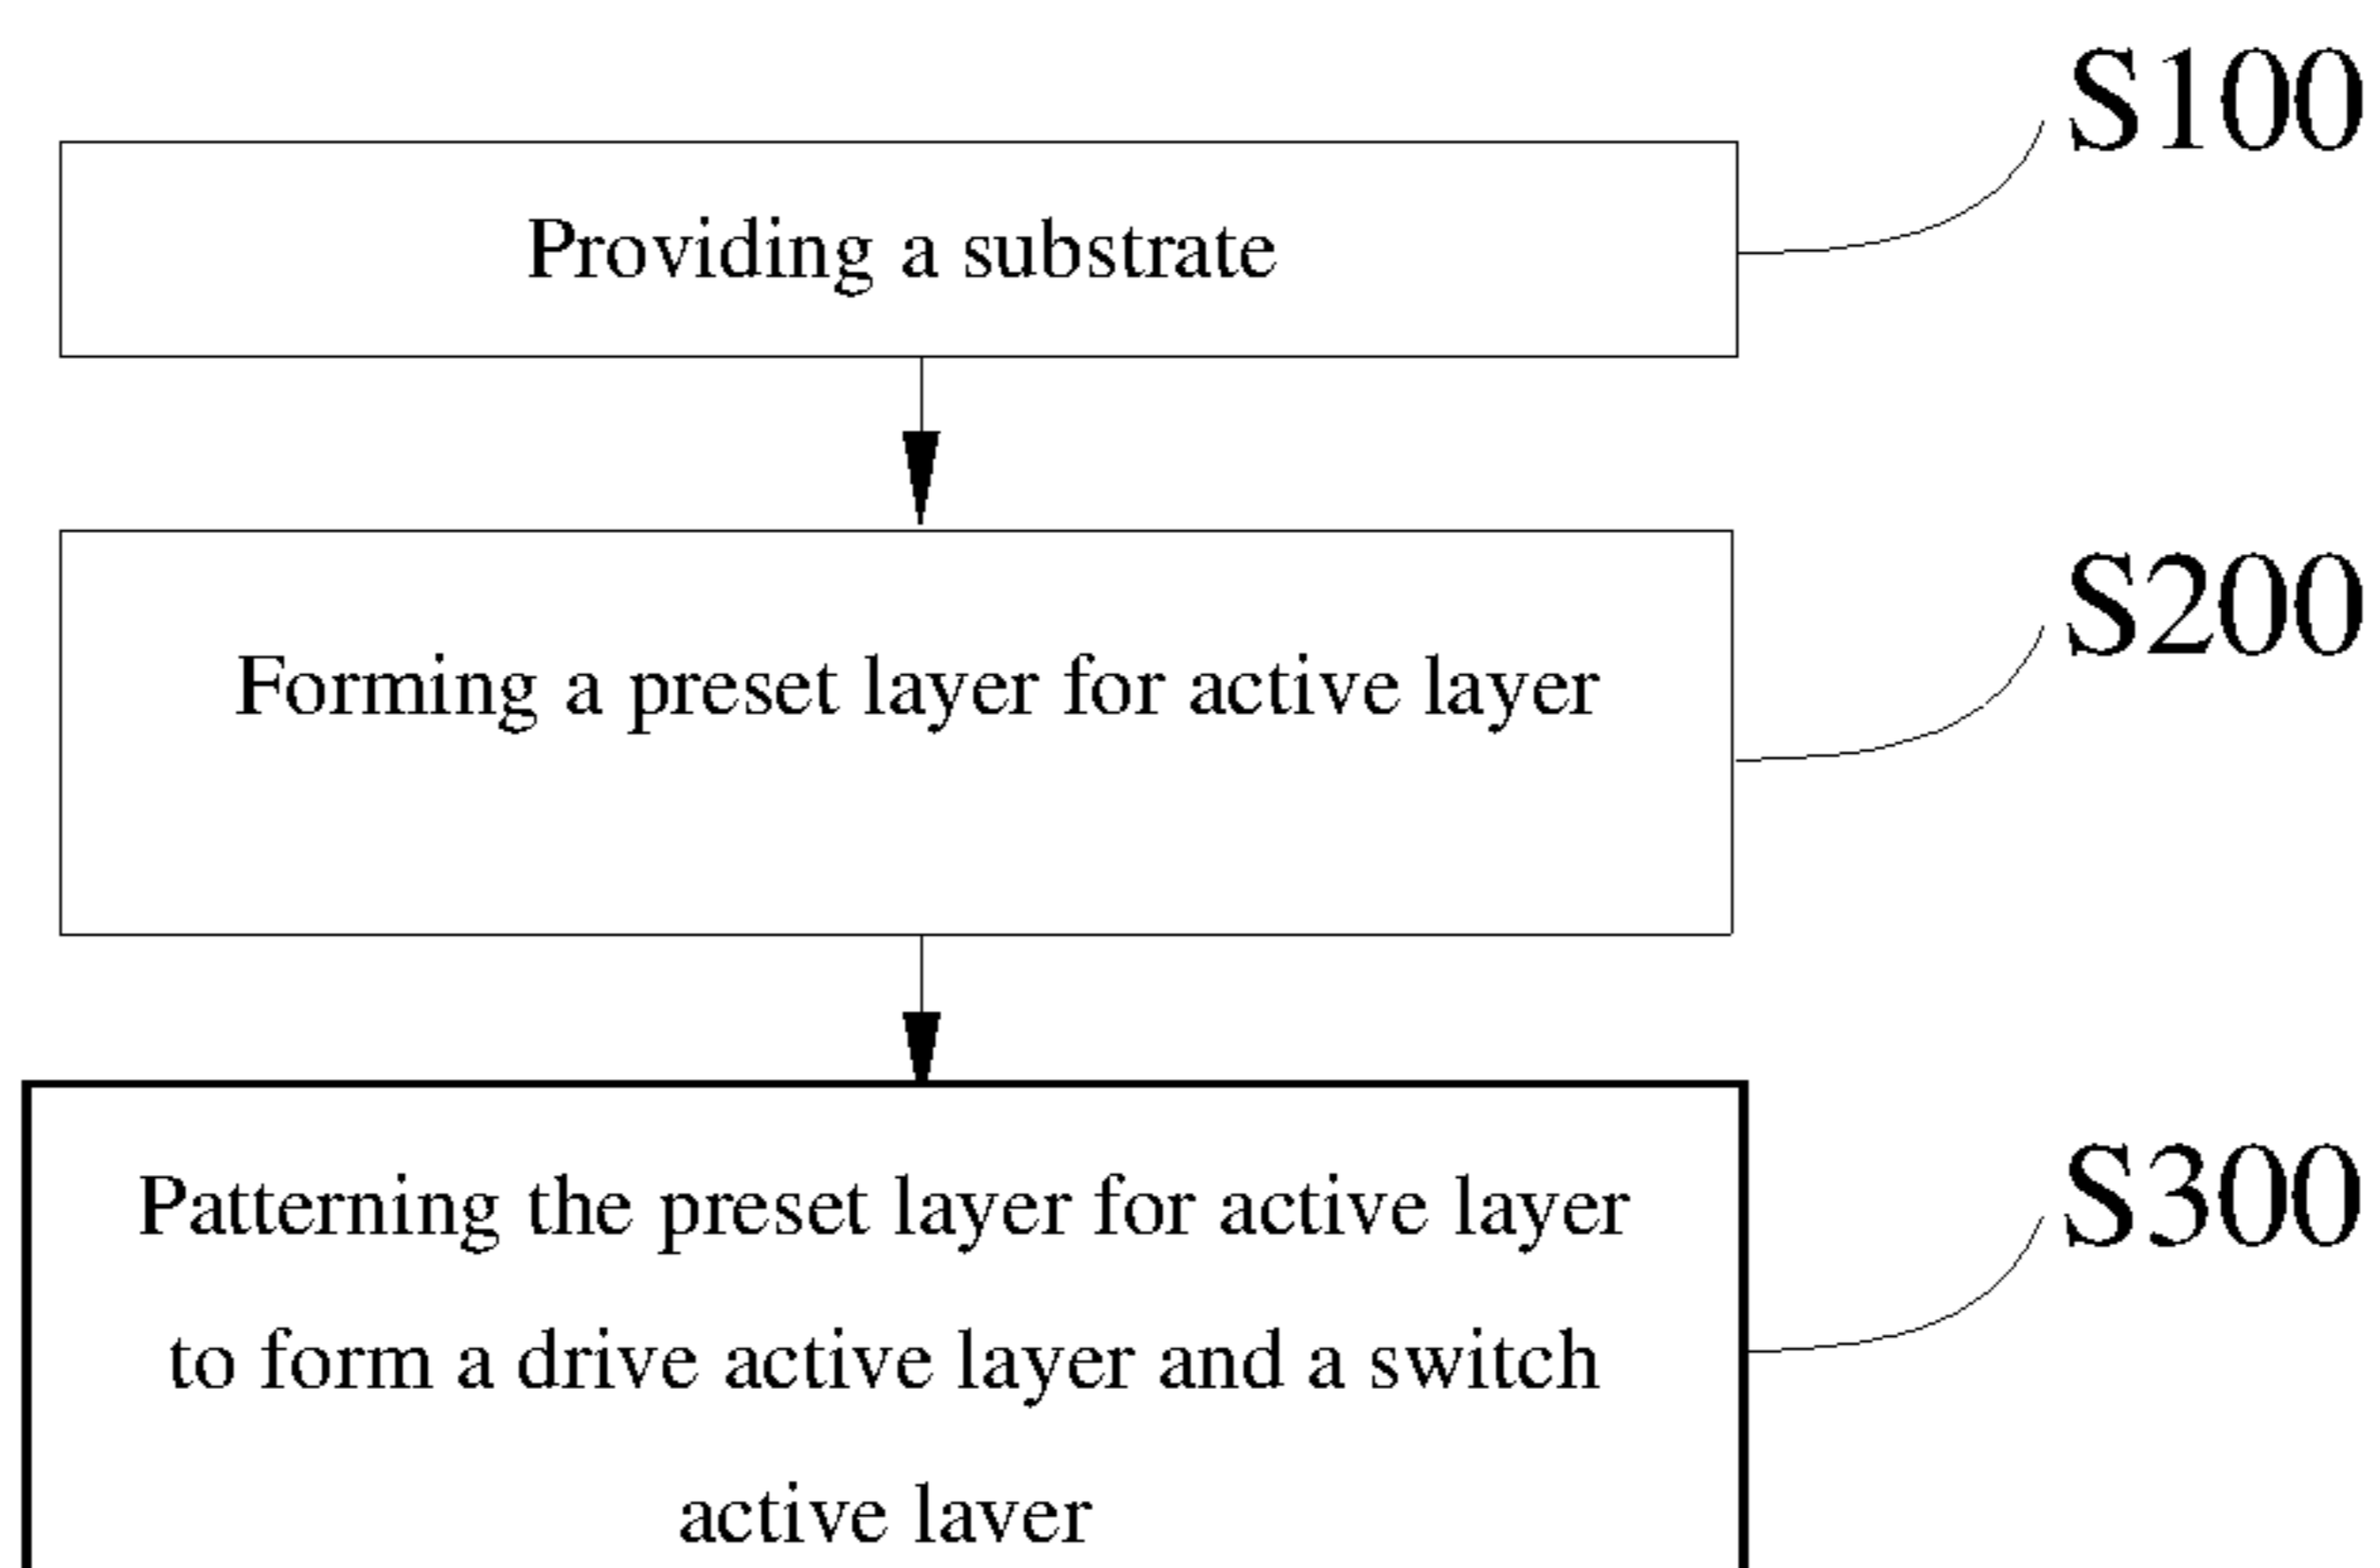 S100
Providing a substrate
S200
Forming a preset layer for active layer
S300
Patterning the preset layer for active layer
to form a drive active layer and a switch
active layer